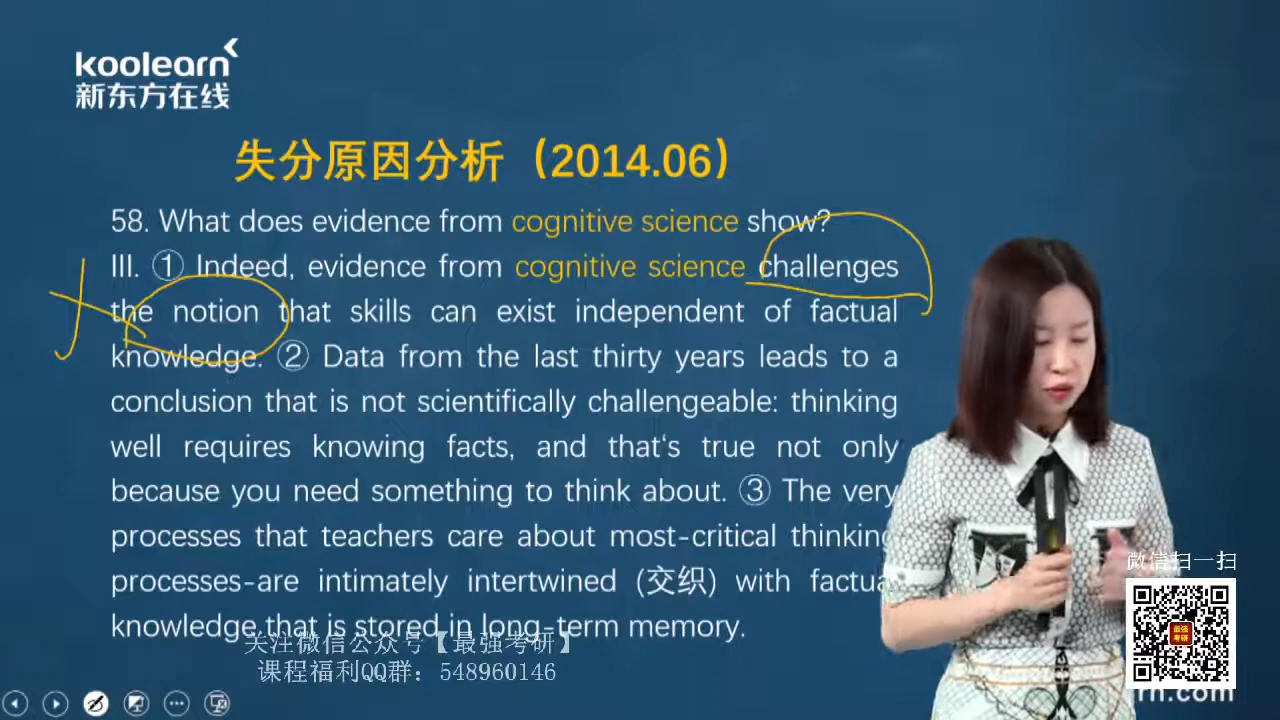 koolearn
新东方在线
失分原因分析（2014.06）
58. What does evidence from cognitive science show?
III. ① Indeed, evidence from cognitive science challenges
the notion that skills can exist independent of factual
knowledge. ② Data from the last thirty years leads to a
conclusion that is not scientifically challengeable: thinking
well requires knowing facts, and that's true not only
because you need something to think about. ③ The very
processes that teachers care about most-critical thinking
processes-are intimately intertwined (交织) with factual
knowledge that is stored in long-term memory.
关注微信公众号【最强考研】
课程福利QQ群：548960146
微信扫一扫
最强
考研
rn.com